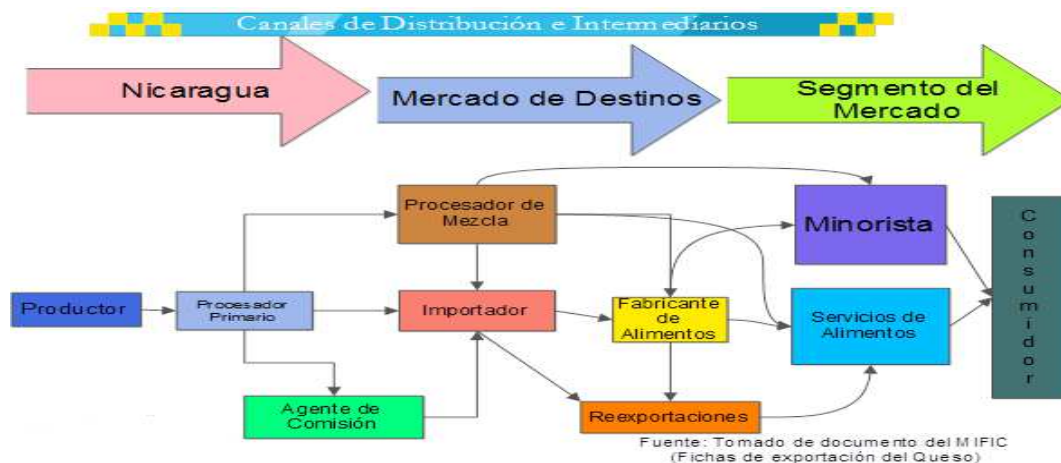 Canales de Distribución e Intermediarios
Nicaragua
Mercado de Destinos
Segmento del
Mercado
Procesador de
Mezcla
Minorista
Productor
Procesador
Primario
Importador
Fabricante
de
Alimentos
Servicios de
Alimentos
Consumídor
Agente de
Comisión
Reexportaciones
Fuente: Tomado de documento del MIFIC
(Fichas de exportación del Queso)